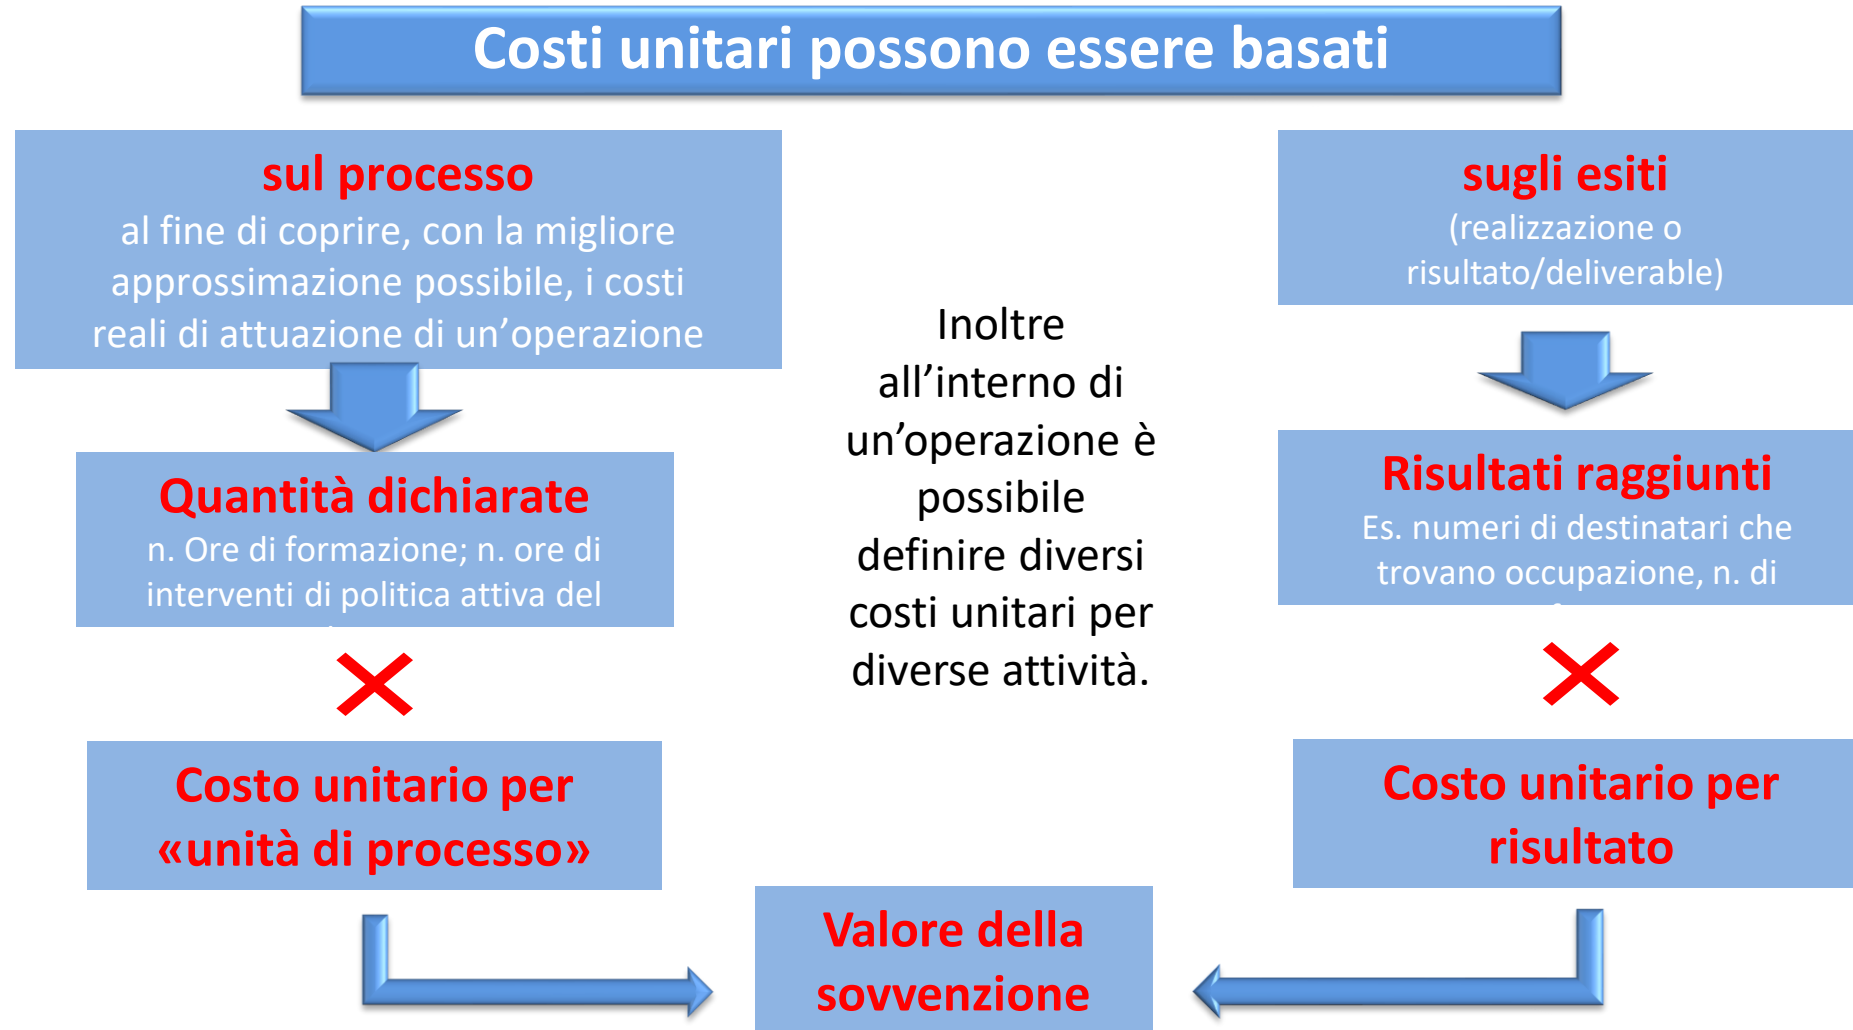 Costi unitari possono essere basati
sul processo
al fine di coprire, con la migliore
approssimazione possibile, i costi
reali di attuazione di un’operazione
Quantità dichiarate
n. Ore di formazione; n. ore di
interventi di politica attiva del
Costo unitario per
«unità di processo»
Inoltre
all’interno di
un’operazione è
possibile
definire diversi
costi unitari per
diverse attività.
sugli esiti
(realizzazione o
risultato/deliverable)
Risultati raggiunti
Es. numeri di destinatari che
trovano occupazione, n. di
Costo unitario per
risultato
Valore della
sovvenzione